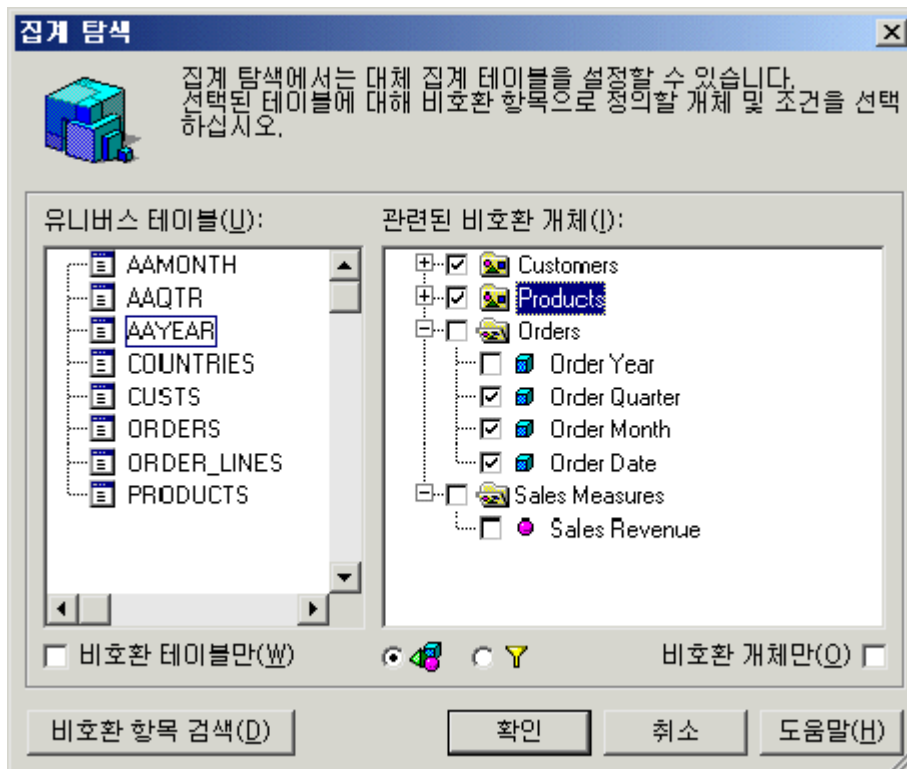 집계 탐색
집계 탐색에서는 대체 집계 테이블을 설정할 수 있습니다.
선택된 테이블에 대해 비호환 항목으로 정의할 개체 및 조건을 선택
하십시오.
유니버스 테이블(U):
관련된 비호환 개체(I):
AAMONTH
AAQTR
AAYEAR
COUNTRIES
CUSTS
ORDERS
ORDER_LINES
PRODUCTS
Customers
Products
Orders
Order Year
Order Quarter
Order Month
Order Date
Sales Measures
Sales Revenue
비호환 테이블만(W)
비호환 개체만(O)
비호환 항목 검색(D)
확인
취소
도움말(H)